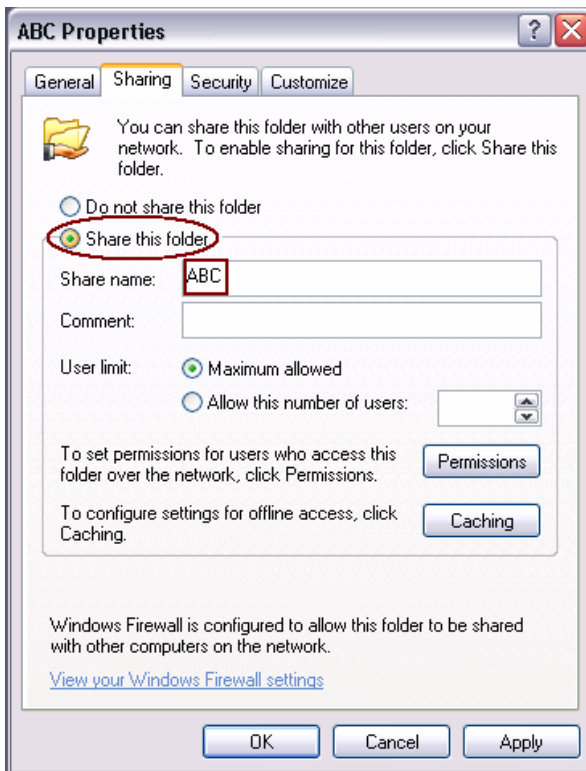 ABC Properties
General Sharing Security Customize
You can share this folder with other users on your
network. To enable sharing for this folder, click Share this
folder.
Do not share this folder
Share this folder
Share name: ABC
Comment:
User limit: Maximum allowed
Allow this number of users:
To set permissions for users who access this
folder over the network, click Permissions.
Permissions
To configure settings for offline access, click
Caching.
Caching
Windows Firewall is configured to allow this folder to be shared
with other computers on the network.
View your Windows Firewall settings
OK Cancel Apply